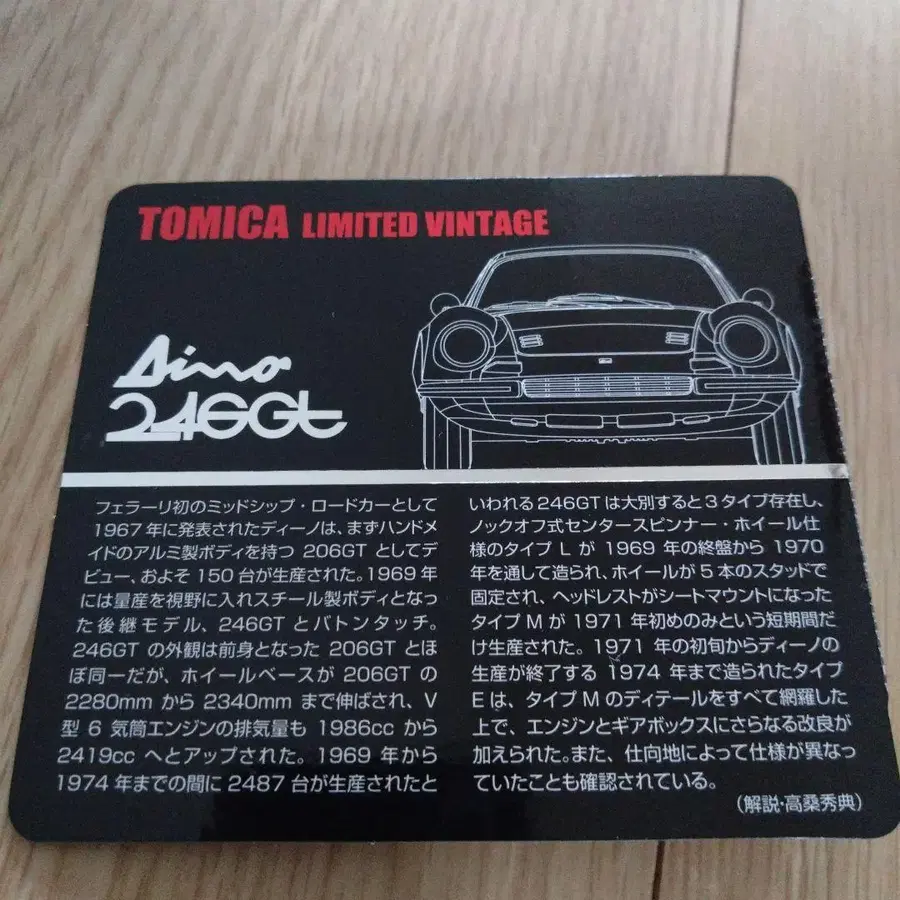 TOMICA LIMITED VINTAGE
Dino
246GT
フェラーリ初のミッドシップ・ロードカーとして
1967年に発表されたディーノは、まずハンドメ
イドのアルミ製ボディを持つ 206GT としてデ
ビュー、およそ 150 台が生産された。1969年
には量産を視野に入れスチール製ボディとなっ
た後継モデル、246GT とバトンタッチ。
246GT の外観は前身となった 206GT とほ
ぼ同一だが、ホイールベースが 206GT の
2280mm から 2340mm まで伸ばされ、V
型 6 気筒エンジンの排気量も 1986cc から
2419cc へとアップされた。1969 年から
1974 年までの間に 2487 台が生産されたと
いわれる246GTは大別すると3タイプ存在し、
ノックオフ式センタースピンナー・ホイール仕
様のタイプ L が 1969 年の終盤から 1970
年を通して造られ、ホイールが5本のスタッドで
固定され、ヘッドレストがシートマウントになった
タイプ M が 1971 年初めのみという短期間だ
け生産された。1971 年の初旬からディーノの
生産が終了する 1974 年まで造られたタイプ
E は、タイプ M のディテールをすべて網羅した
上で、エンジンとギアボックスにさらなる改良が
加えられた。また、仕向地によって仕様が異なっ
ていたことも確認されている。
（解説・高桑秀典）